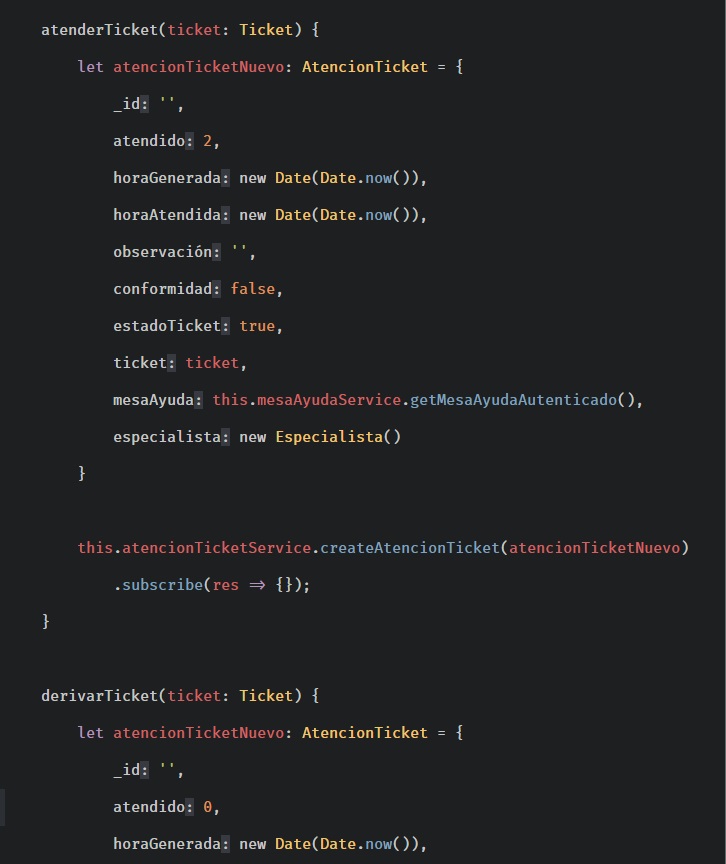 atenderTicket(ticket: Ticket) {
let atencionTicketNuevo: AtencionTicket = {
_id: '',
atendido: 2,
horaGenerada: new Date(Date.now()),
horaAtendida: new Date(Date.now()),
observación: '',
conformidad: false,
estadoTicket: true,
ticket: ticket,
mesaAyuda: this.mesaAyudaService.getMesaAyudaAutenticado(),
especialista: new Especialista()
}
this.atencionTicketService.createAtencionTicket(atencionTicketNuevo)
.subscribe(res => {});
}
derivarTicket(ticket: Ticket) {
let atencionTicketNuevo: AtencionTicket = {
_id: '',
atendido: 0,
horaGenerada: new Date(Date.now()),